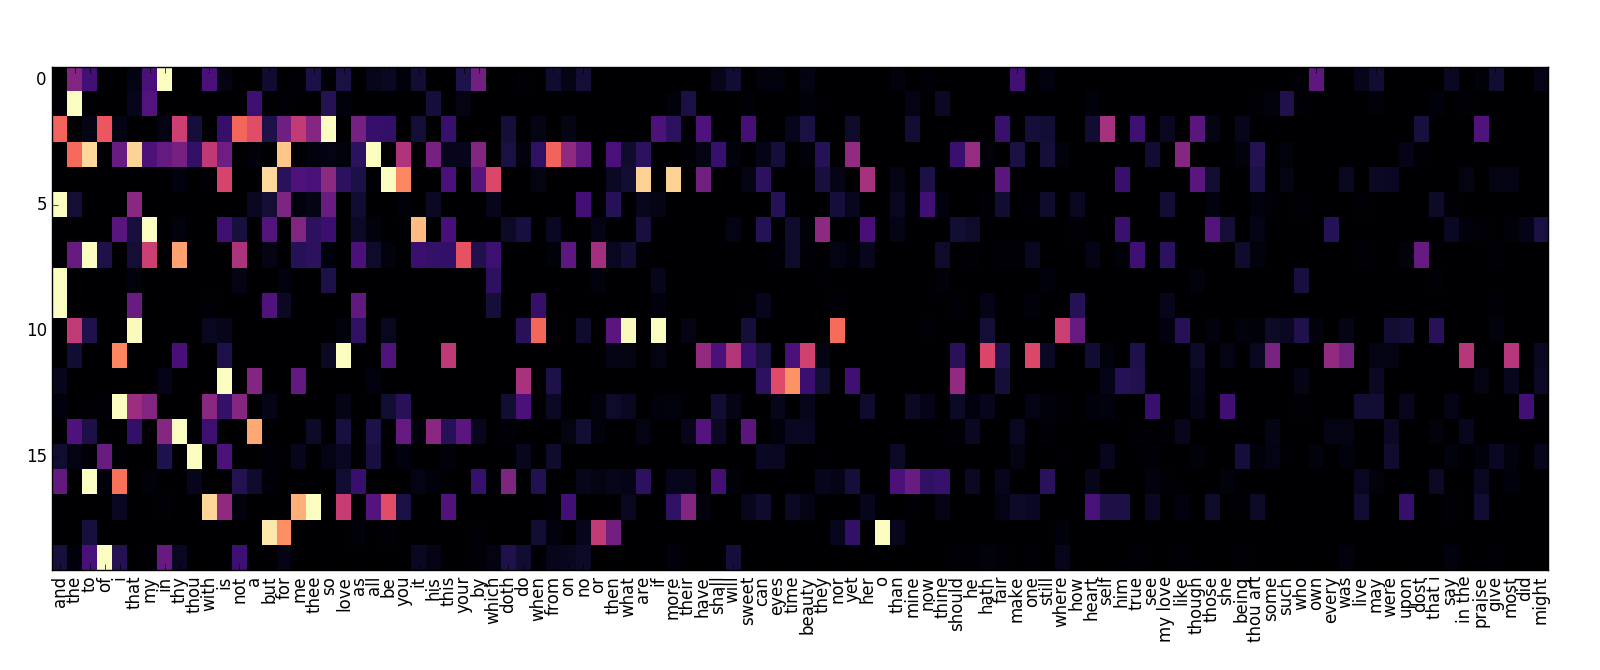 0
5
10
15
and the to of i that my in thy thou with is not a but for me thee so love as all be you it his this your by which doth do when from on no or then what are if more their have shall will sweet can eyes time beauty they nor yet her o than mine now thine should he hath fair make one still where how heart self him true see my love like though those she being thou art some such who own every was live may were upon dost that i say in the praise give most did might